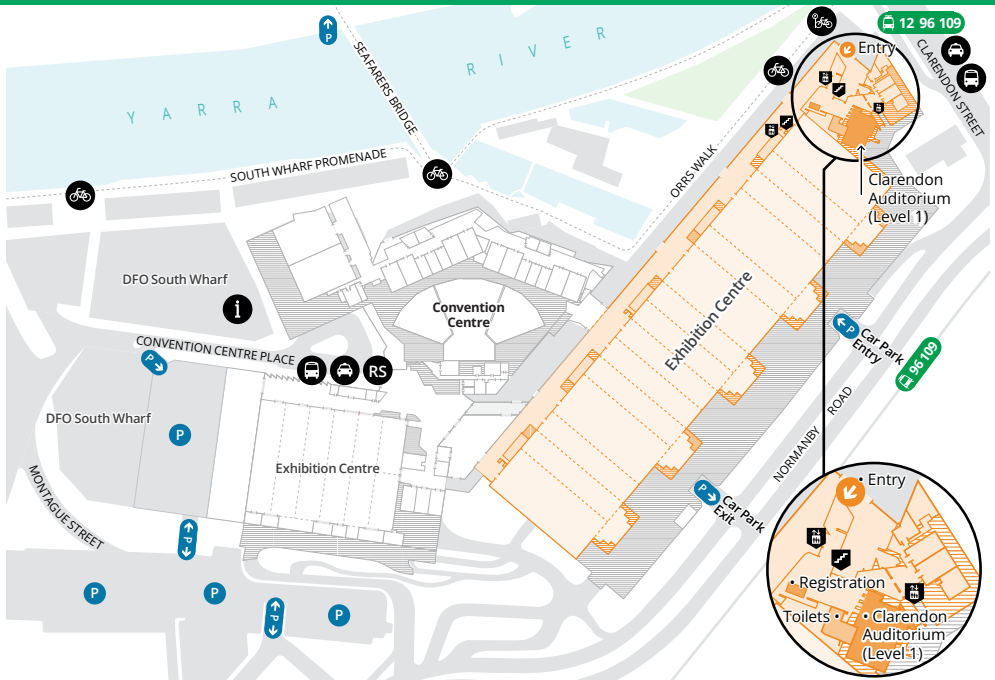 12 96 109
Entry
CLARENDON STREET
P
SEAFARERS BRIDGE
YARRA RIVER
SOUTH WHARF PROMENADE
ORRS WALK
Clarendon
Auditorium
(Level 1)
DFO South Wharf
i
Convention
Centre
Exhibition Centre
CONVENTION CENTRE PLACE
RS
P
P
Car Park
Entry
96 109
DFO South Wharf
P
Exhibition Centre
NORMANBY ROAD
MONTAGUE STREET
P
Car Park
Exit
P
P
P
P
P
P
• Entry
• Registration
Toilets •
• Clarendon
Auditorium
(Level 1)